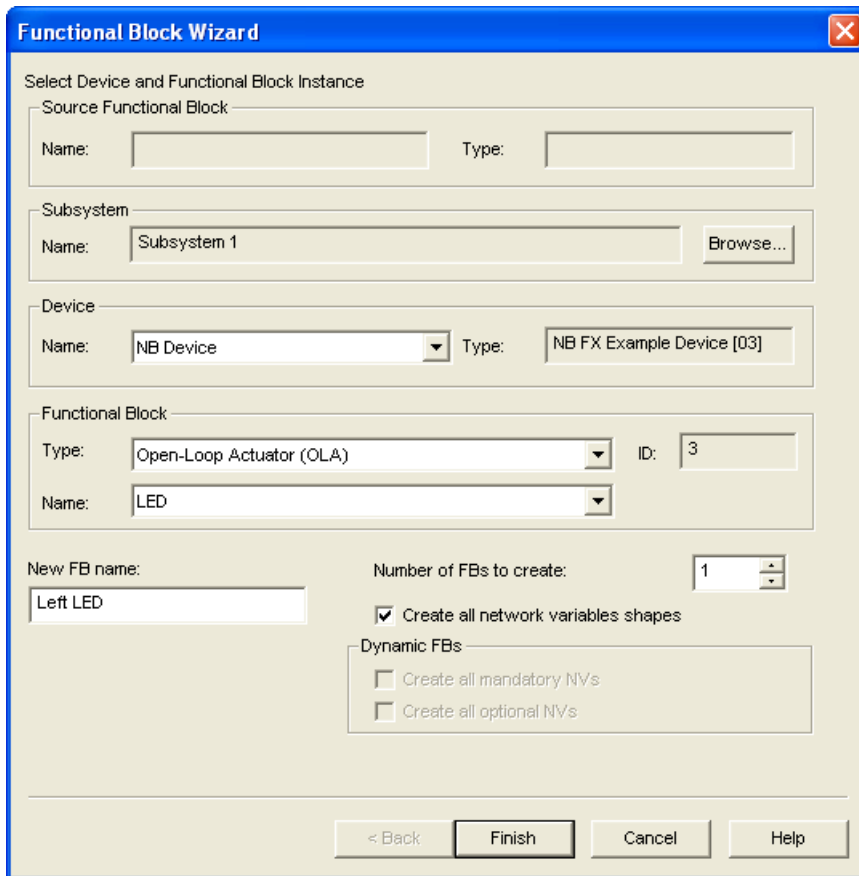 Functional Block Wizard
Select Device and Functional Block Instance
Source Functional Block
Name: Type:
Subsystem
Name: Subsystem 1 Browse...
Device
Name: NB Device Type: NB FX Example Device [03]
Functional Block
Type: Open-Loop Actuator (OLA) ID: 3
Name: LED
New FB name: Number of FBs to create: 1
Left LED
Create all network variables shapes
Dynamic FBs
Create all mandatory NVs
Create all optional NVs
< Back Finish Cancel Help